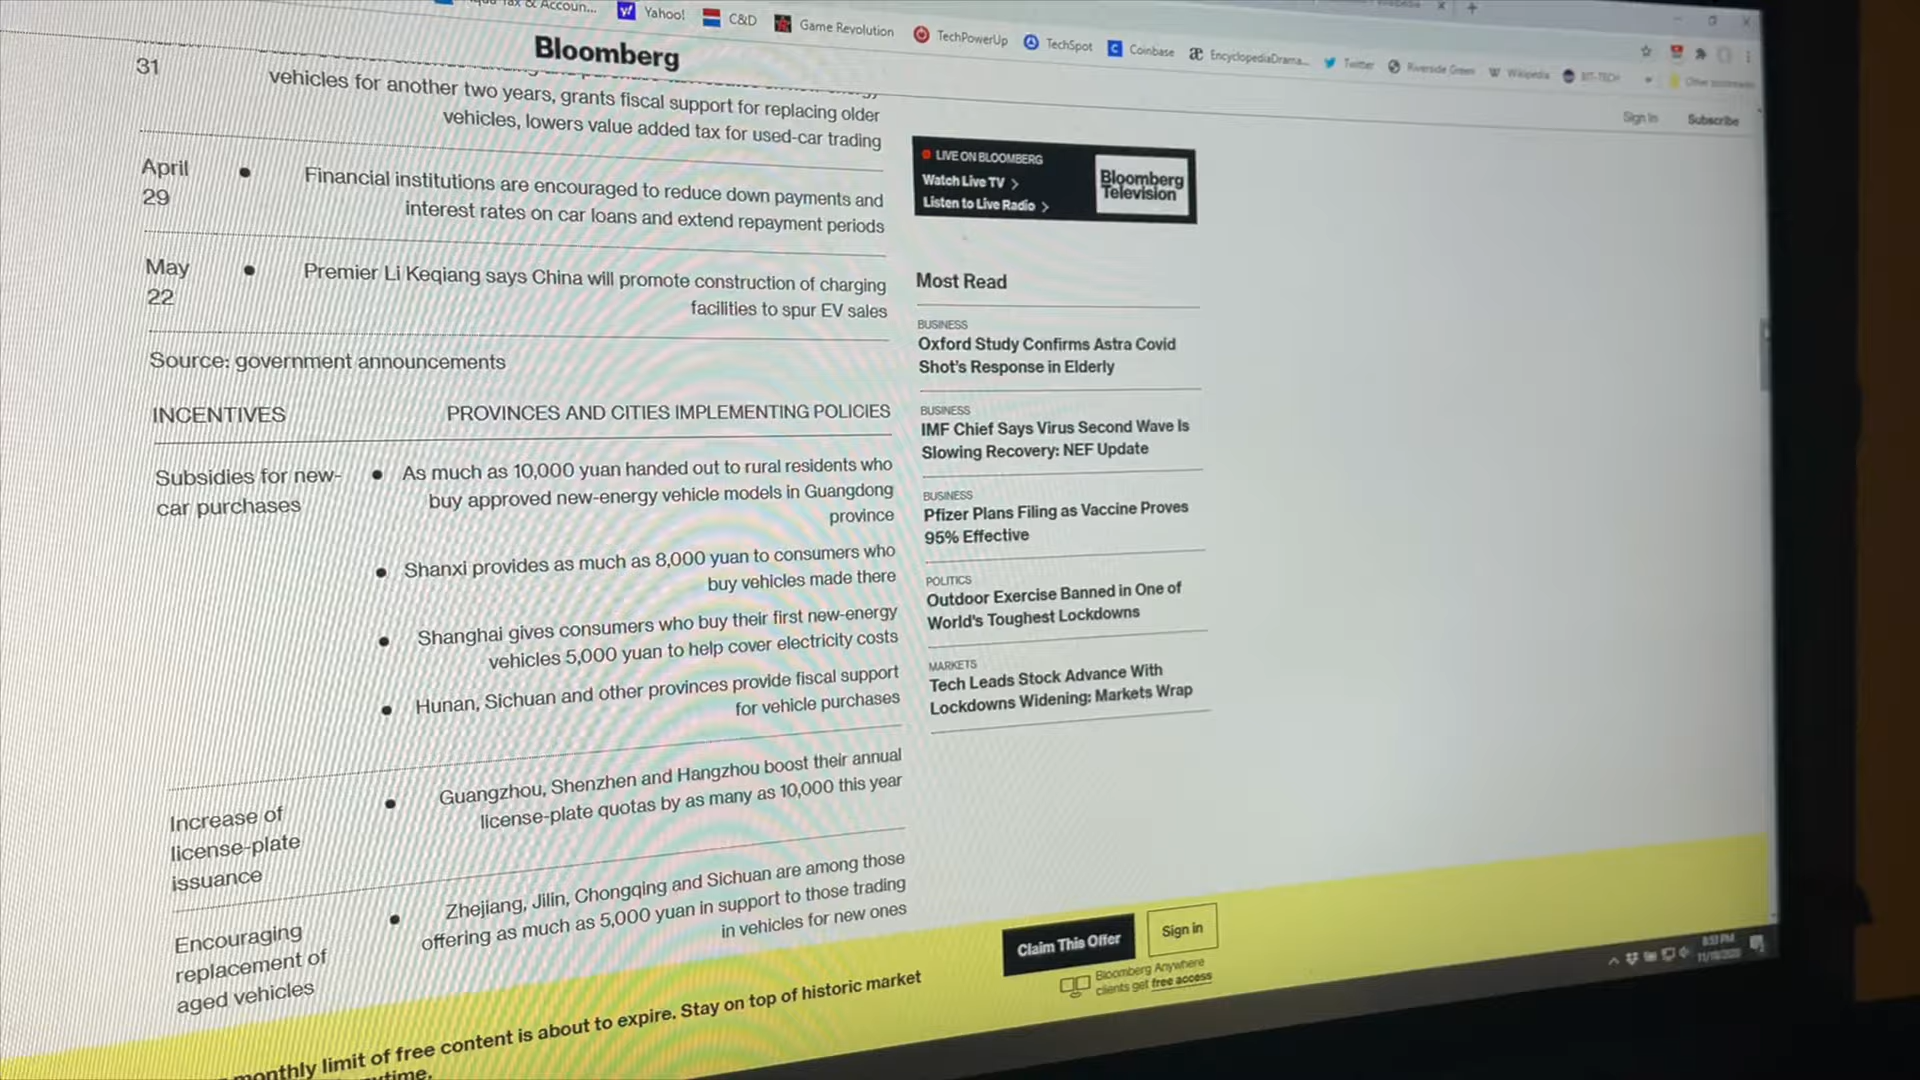 Yahoo!
C&D
Game Revolution
TechPowerUp
TechSpot
Coinbase
EncyclopediaDrama...
Twitter
Riverside Green
Wikipedia
BIT-TECH
Other bookmarks
Bloomberg
Sign In
Subscribe
31
vehicles for another two years, grants fiscal support for replacing older
vehicles, lowers value added tax for used-car trading
April
29
● Financial institutions are encouraged to reduce down payments and
interest rates on car loans and extend repayment periods
May
22
● Premier Li Keqiang says China will promote construction of charging
facilities to spur EV sales
Source: government announcements
INCENTIVES
PROVINCES AND CITIES IMPLEMENTING POLICIES
Subsidies for new-
car purchases
● As much as 10,000 yuan handed out to rural residents who
buy approved new-energy vehicle models in Guangdong
province
● Shanxi provides as much as 8,000 yuan to consumers who
buy vehicles made there
● Shanghai gives consumers who buy their first new-energy
vehicles 5,000 yuan to help cover electricity costs
● Hunan, Sichuan and other provinces provide fiscal support
for vehicle purchases
Increase of
license-plate
issuance
● Guangzhou, Shenzhen and Hangzhou boost their annual
license-plate quotas by as many as 10,000 this year
Encouraging
replacement of
aged vehicles
● Zhejiang, Jilin, Chongqing and Sichuan are among those
offering as much as 5,000 yuan in support to those trading
in vehicles for new ones
LIVE ON BLOOMBERG
Watch Live TV >
Listen to Live Radio >
Bloomberg
Television
Most Read
BUSINESS
Oxford Study Confirms Astra Covid
Shot's Response in Elderly
BUSINESS
IMF Chief Says Virus Second Wave Is
Slowing Recovery: NEF Update
BUSINESS
Pfizer Plans Filing as Vaccine Proves
95% Effective
POLITICS
Outdoor Exercise Banned in One of
World's Toughest Lockdowns
MARKETS
Tech Leads Stock Advance With
Lockdowns Widening: Markets Wrap
monthly limit of free content is about to expire. Stay on top of historic market
Claim This Offer
Sign in
Bloomberg Anywhere
clients get free access
8:53 PM